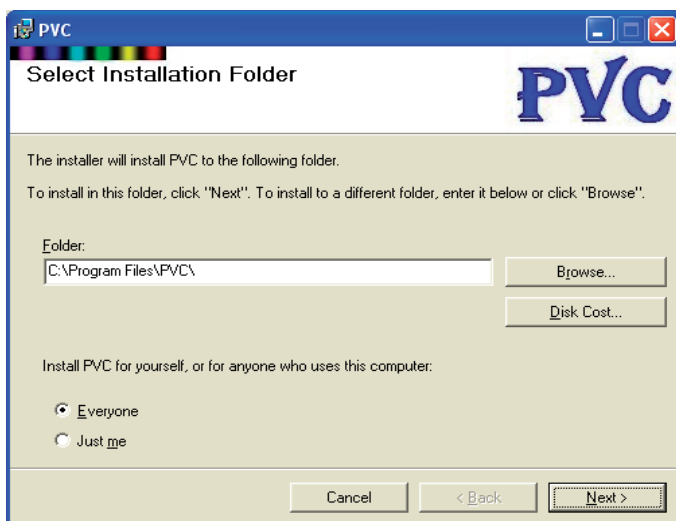 PVC
Select Installation Folder
PVC
The installer will install PVC to the following folder.
To install in this folder, click "Next". To install to a different folder, enter it below or click "Browse".
Folder:
C:\Program Files\PVC\
Browse...
Disk Cost...
Install PVC for yourself, or for anyone who uses this computer:
Everyone
Just me
Cancel
< Back
Next >